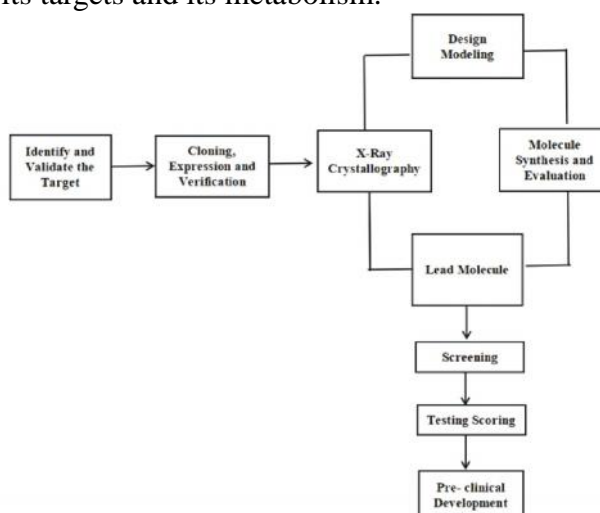 its targets and its metabolism.
Design
Modeling
Identify and
Validate the
Target
Cloning,
Expression and
Verification
X-Ray
Crystallography
Molecule
Synthesis and
Evaluation
Lead Molecule
Screening
Testing Scoring
Pre- clinical
Development